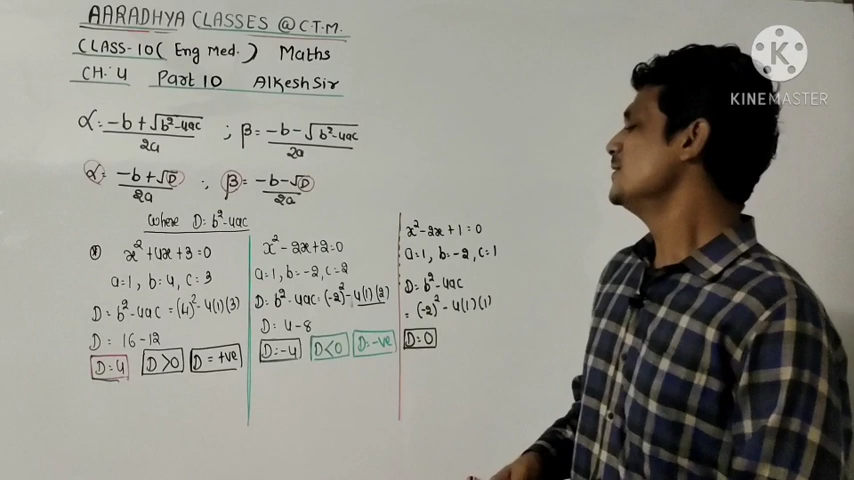 AARADHYA CLASSES @ C.T.M.
CLASS-10 ( Eng Med. ) Maths
CH: 4 Part 10 Alkesh Sir
α = -b + √b²-4ac / 2a ; β = -b - √b²-4ac / 2a
α = -b + √D / 2a ; β = -b - √D / 2a
Where D = b²-4ac
* x² + 4x + 3 = 0
a=1, b=4, c=3
D = b²-4ac = (4)² - 4(1)(3)
D = 16-12
D=4 D>0 D=+ve
x² - 2x + 2 = 0
a=1, b=-2, c=2
D = b²-4ac = (-2)² - 4(1)(2)
D = 4-8
D=-4 D<0 D=-ve
x² - 2x + 1 = 0
a=1, b=-2, c=1
D = b²-4ac
= (-2)² - 4(1)(1)
D=0
K
KINEMASTER